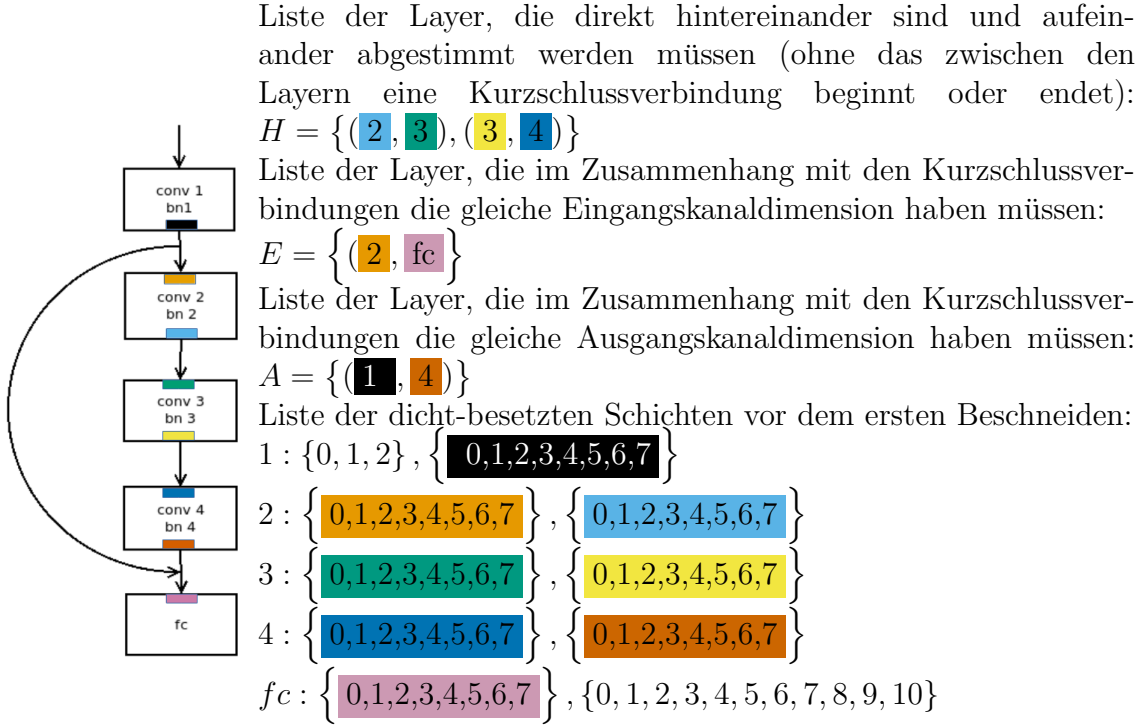 Liste der Layer, die direkt hintereinander sind und aufein-
ander abgestimmt werden müssen (ohne das zwischen den
Layern eine Kurzschlussverbindung beginnt oder endet):
H = {( 2 , 3 ), ( 3 , 4 )}
Liste der Layer, die im Zusammenhang mit den Kurzschlussver-
bindungen die gleiche Eingangskanaldimension haben müssen:
E = {( 2 , fc }
Liste der Layer, die im Zusammenhang mit den Kurzschlussver-
bindungen die gleiche Ausgangskanaldimension haben müssen:
A = {( 1 , 4 )}
Liste der dicht-besetzten Schichten vor dem ersten Beschneiden:
1 : {0, 1, 2} , { 0,1,2,3,4,5,6,7 }
2 : { 0,1,2,3,4,5,6,7 } , { 0,1,2,3,4,5,6,7 }
3 : { 0,1,2,3,4,5,6,7 } , { 0,1,2,3,4,5,6,7 }
4 : { 0,1,2,3,4,5,6,7 } , { 0,1,2,3,4,5,6,7 }
fc : { 0,1,2,3,4,5,6,7 } , {0, 1, 2, 3, 4, 5, 6, 7, 8, 9, 10}
conv 1
bn1
conv 2
bn 2
conv 3
bn 3
conv 4
bn 4
fc